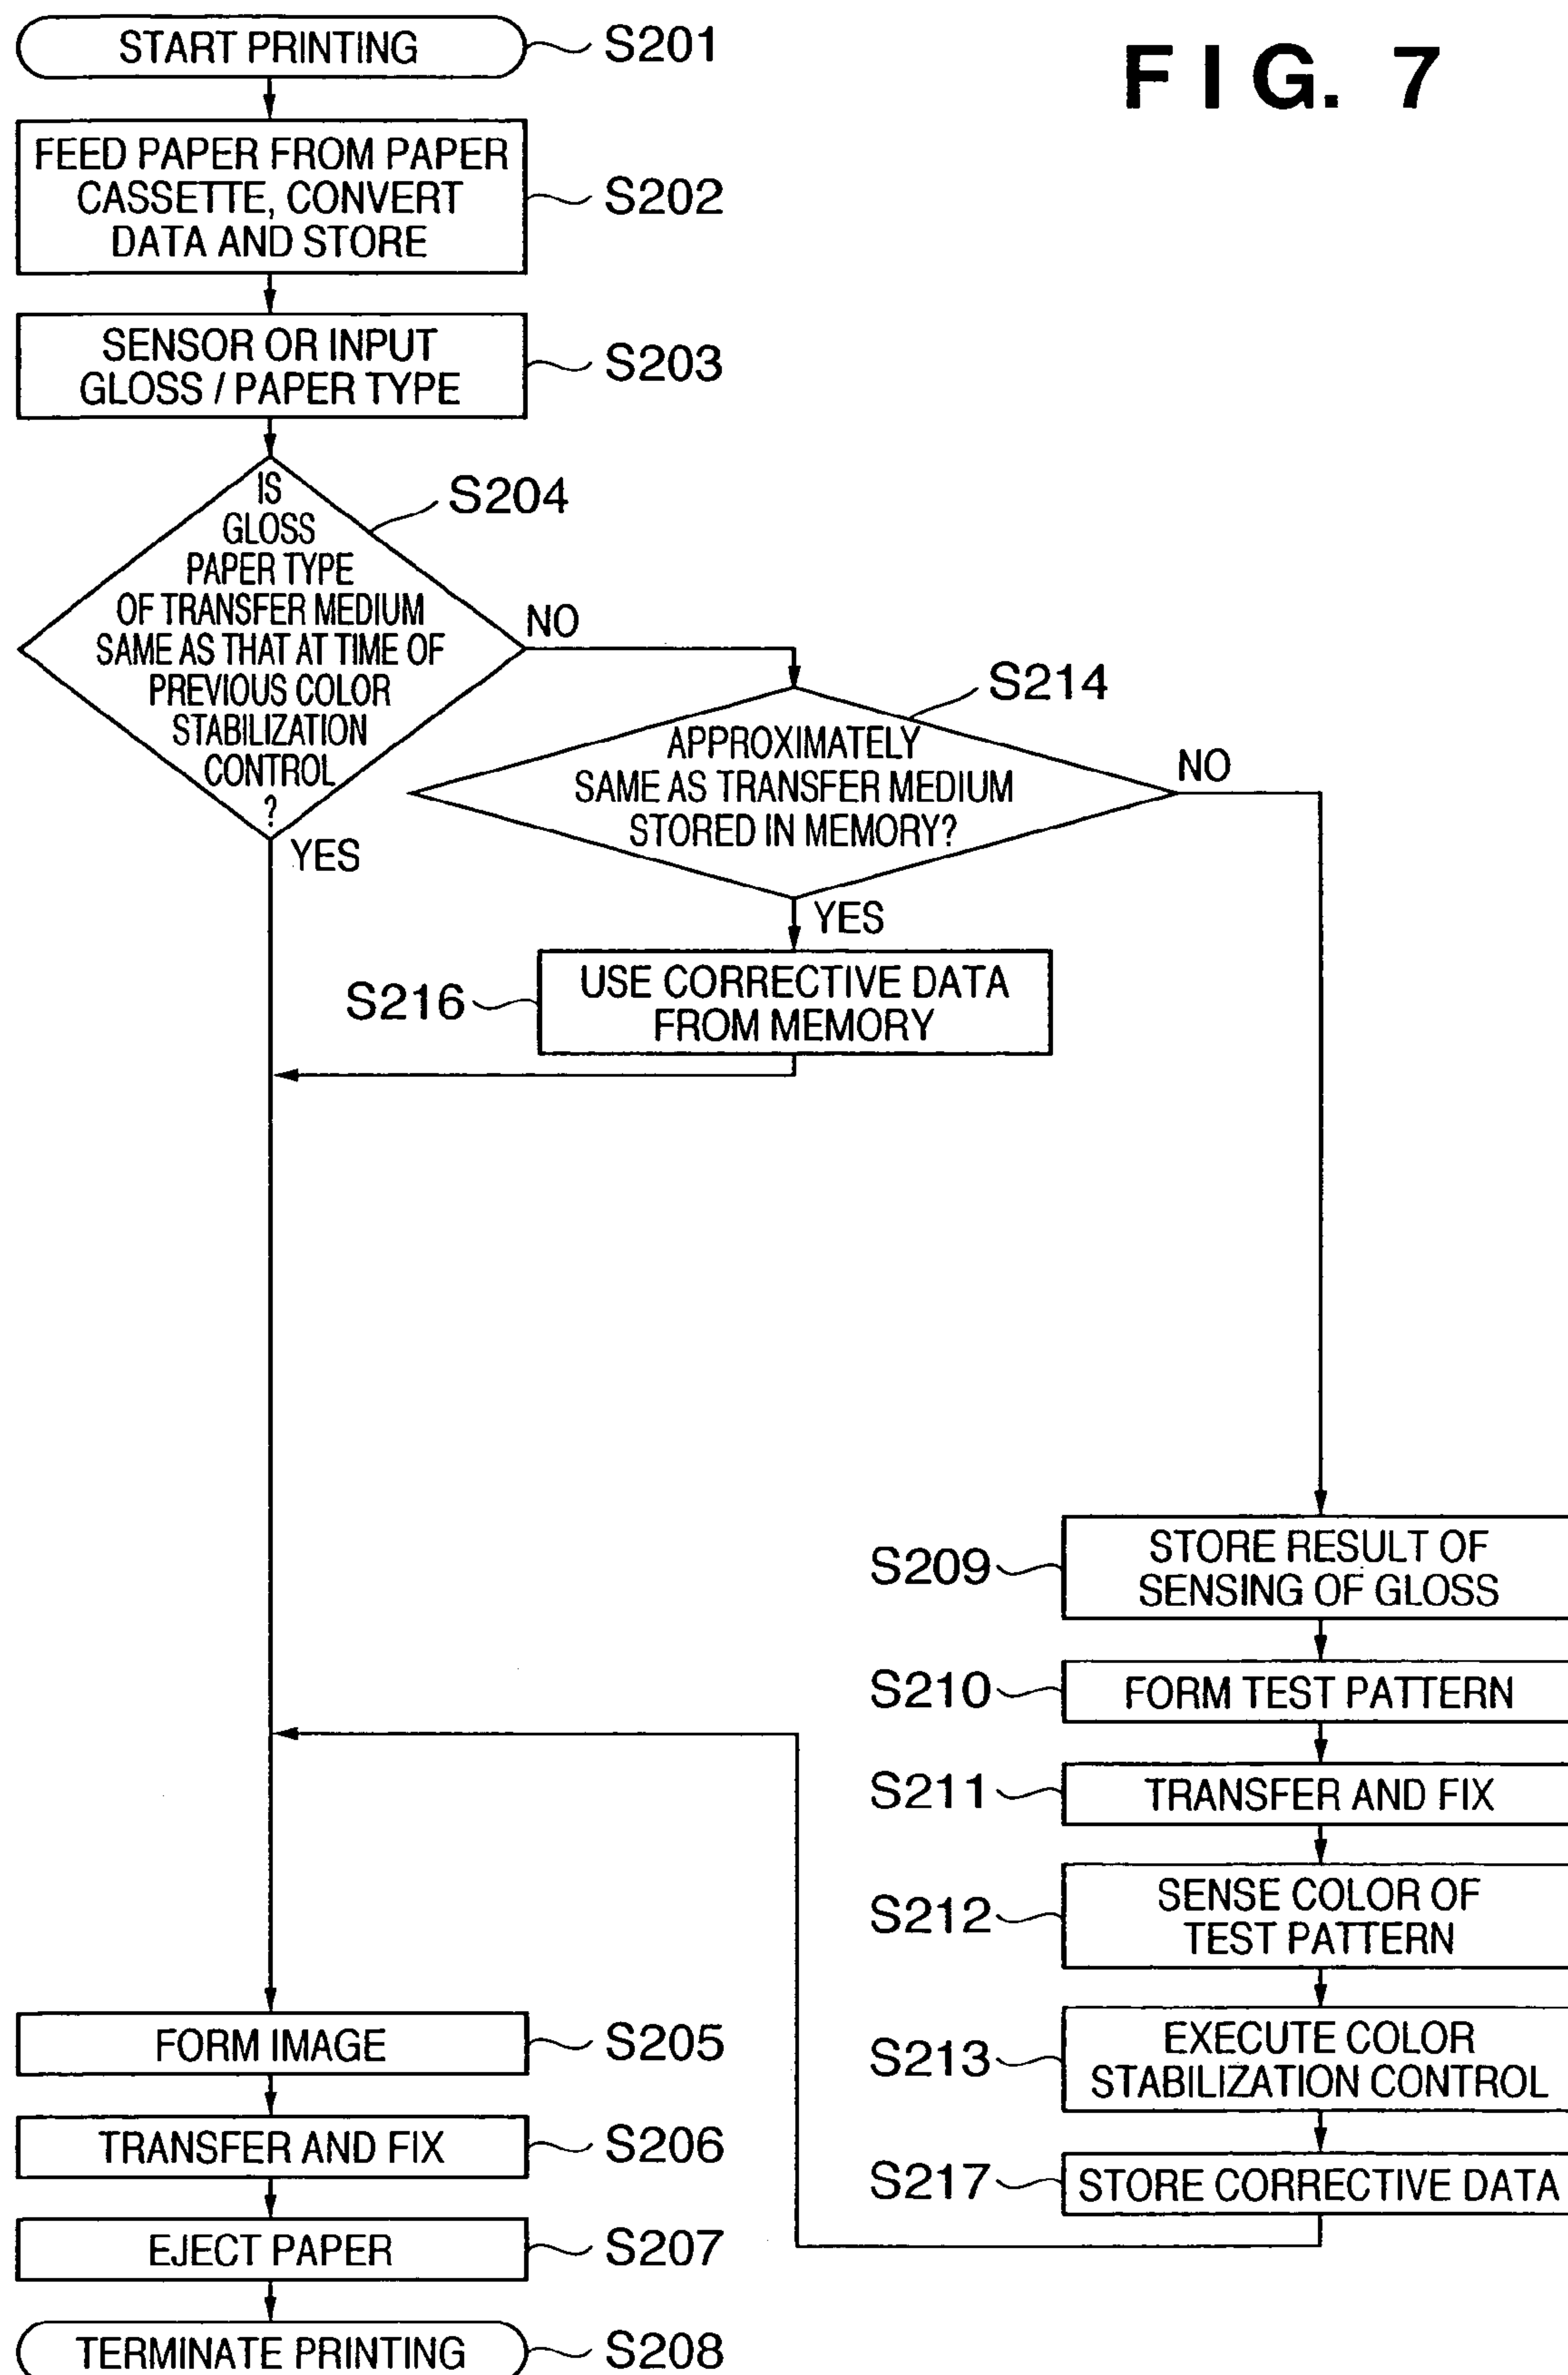 FIG. 7
START PRINTING
S201
FEED PAPER FROM PAPER
CASSETTE, CONVERT
DATA AND STORE
S202
SENSOR OR INPUT
GLOSS / PAPER TYPE
S203
IS
GLOSS
PAPER TYPE
OF TRANSFER MEDIUM
SAME AS THAT AT TIME OF
PREVIOUS COLOR
STABILIZATION
CONTROL
?
S204
NO
YES
APPROXIMATELY
SAME AS TRANSFER MEDIUM
STORED IN MEMORY?
S214
NO
YES
S216
USE CORRECTIVE DATA
FROM MEMORY
S209
STORE RESULT OF
SENSING OF GLOSS
S210
FORM TEST PATTERN
S211
TRANSFER AND FIX
S212
SENSE COLOR OF
TEST PATTERN
S213
EXECUTE COLOR
STABILIZATION CONTROL
S217
STORE CORRECTIVE DATA
FORM IMAGE
S205
TRANSFER AND FIX
S206
EJECT PAPER
S207
TERMINATE PRINTING
S208